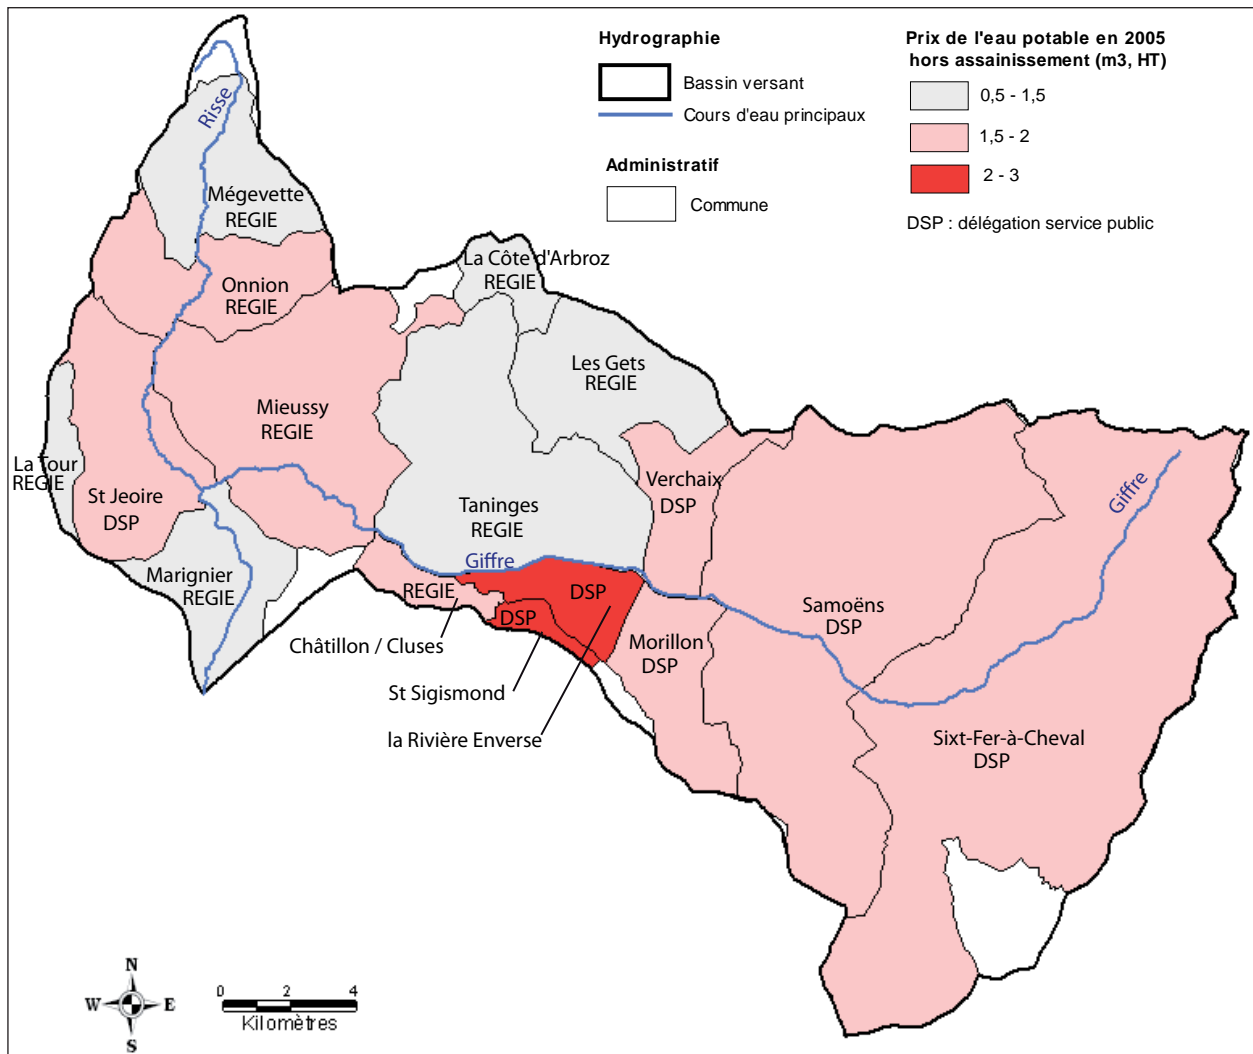 Hydrographie
Bassin versant
Cours d'eau principaux
Administratif
Commune
Prix de l'eau potable en 2005
hors assainissement (m3, HT)
0,5 - 1,5
1,5 - 2
2 - 3
DSP : délégation service public
Risse
Mégevette
REGIE
Onnion
REGIE
La Côte d'Arbroz
REGIE
Les Gets
REGIE
Mieussy
REGIE
La Tour
REGIE
St Jeoire
DSP
Verchaix
DSP
Giffre
Taninges
REGIE
Marignier
REGIE
Giffre
REGIE
DSP
DSP
Châtillon / Cluses
St Sigismond
la Rivière Enverse
Morillon
DSP
Samoëns
DSP
Sixt-Fer-à-Cheval
DSP
N
W E
S
0 2 4
Kilomètres